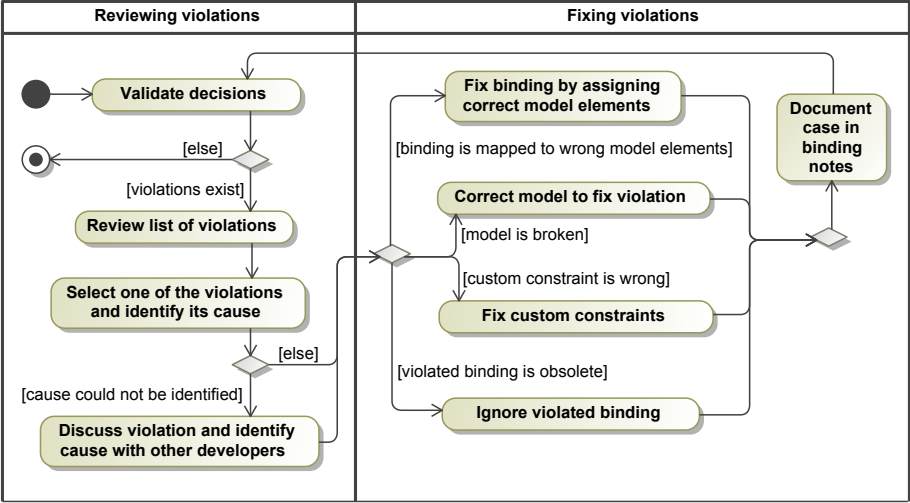 Reviewing violations
Fixing violations
Validate decisions
[else]
[violations exist]
Review list of violations
Select one of the violations
and identify its cause
[else]
[cause could not be identified]
Discuss violation and identify
cause with other developers
Fix binding by assigning
correct model elements
[binding is mapped to wrong model elements]
Correct model to fix violation
[model is broken]
[custom constraint is wrong]
Fix custom constraints
[violated binding is obsolete]
Ignore violated binding
Document
case in
binding
notes